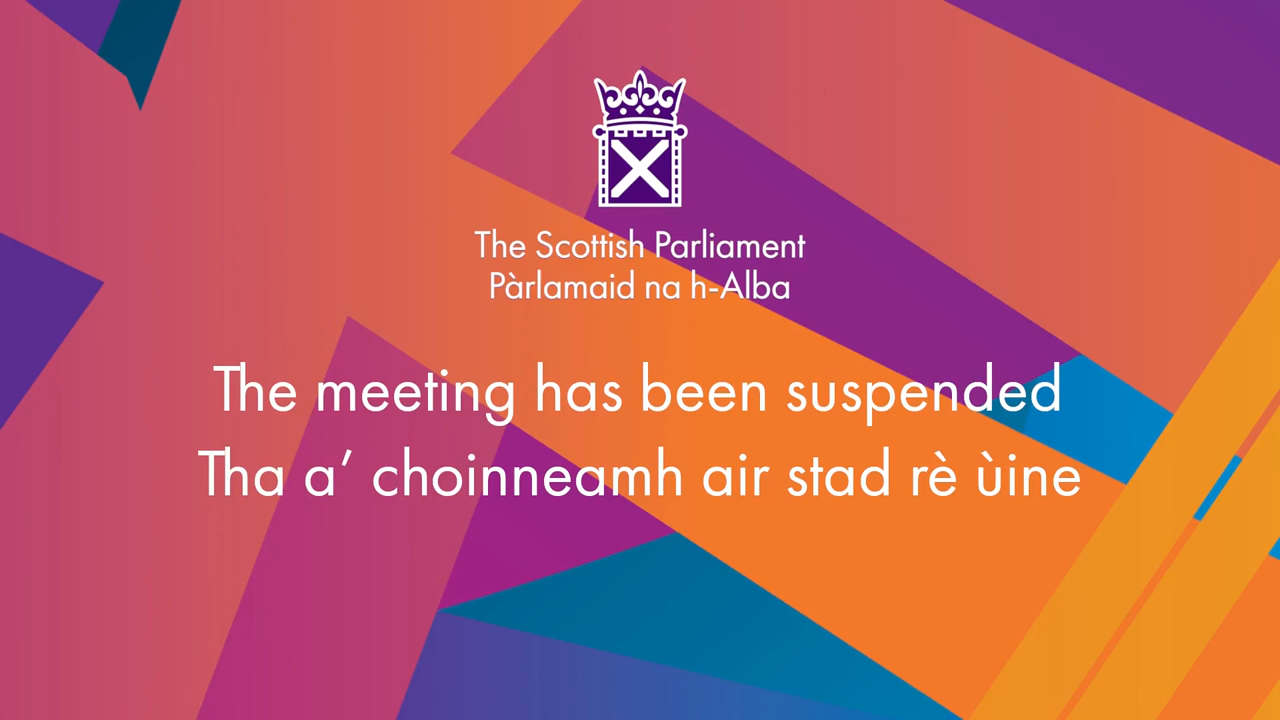 The Scottish Parliament
Pàrlamaid na h-Alba
The meeting has been suspended
Tha a’ choinneamh air stad rè ùine